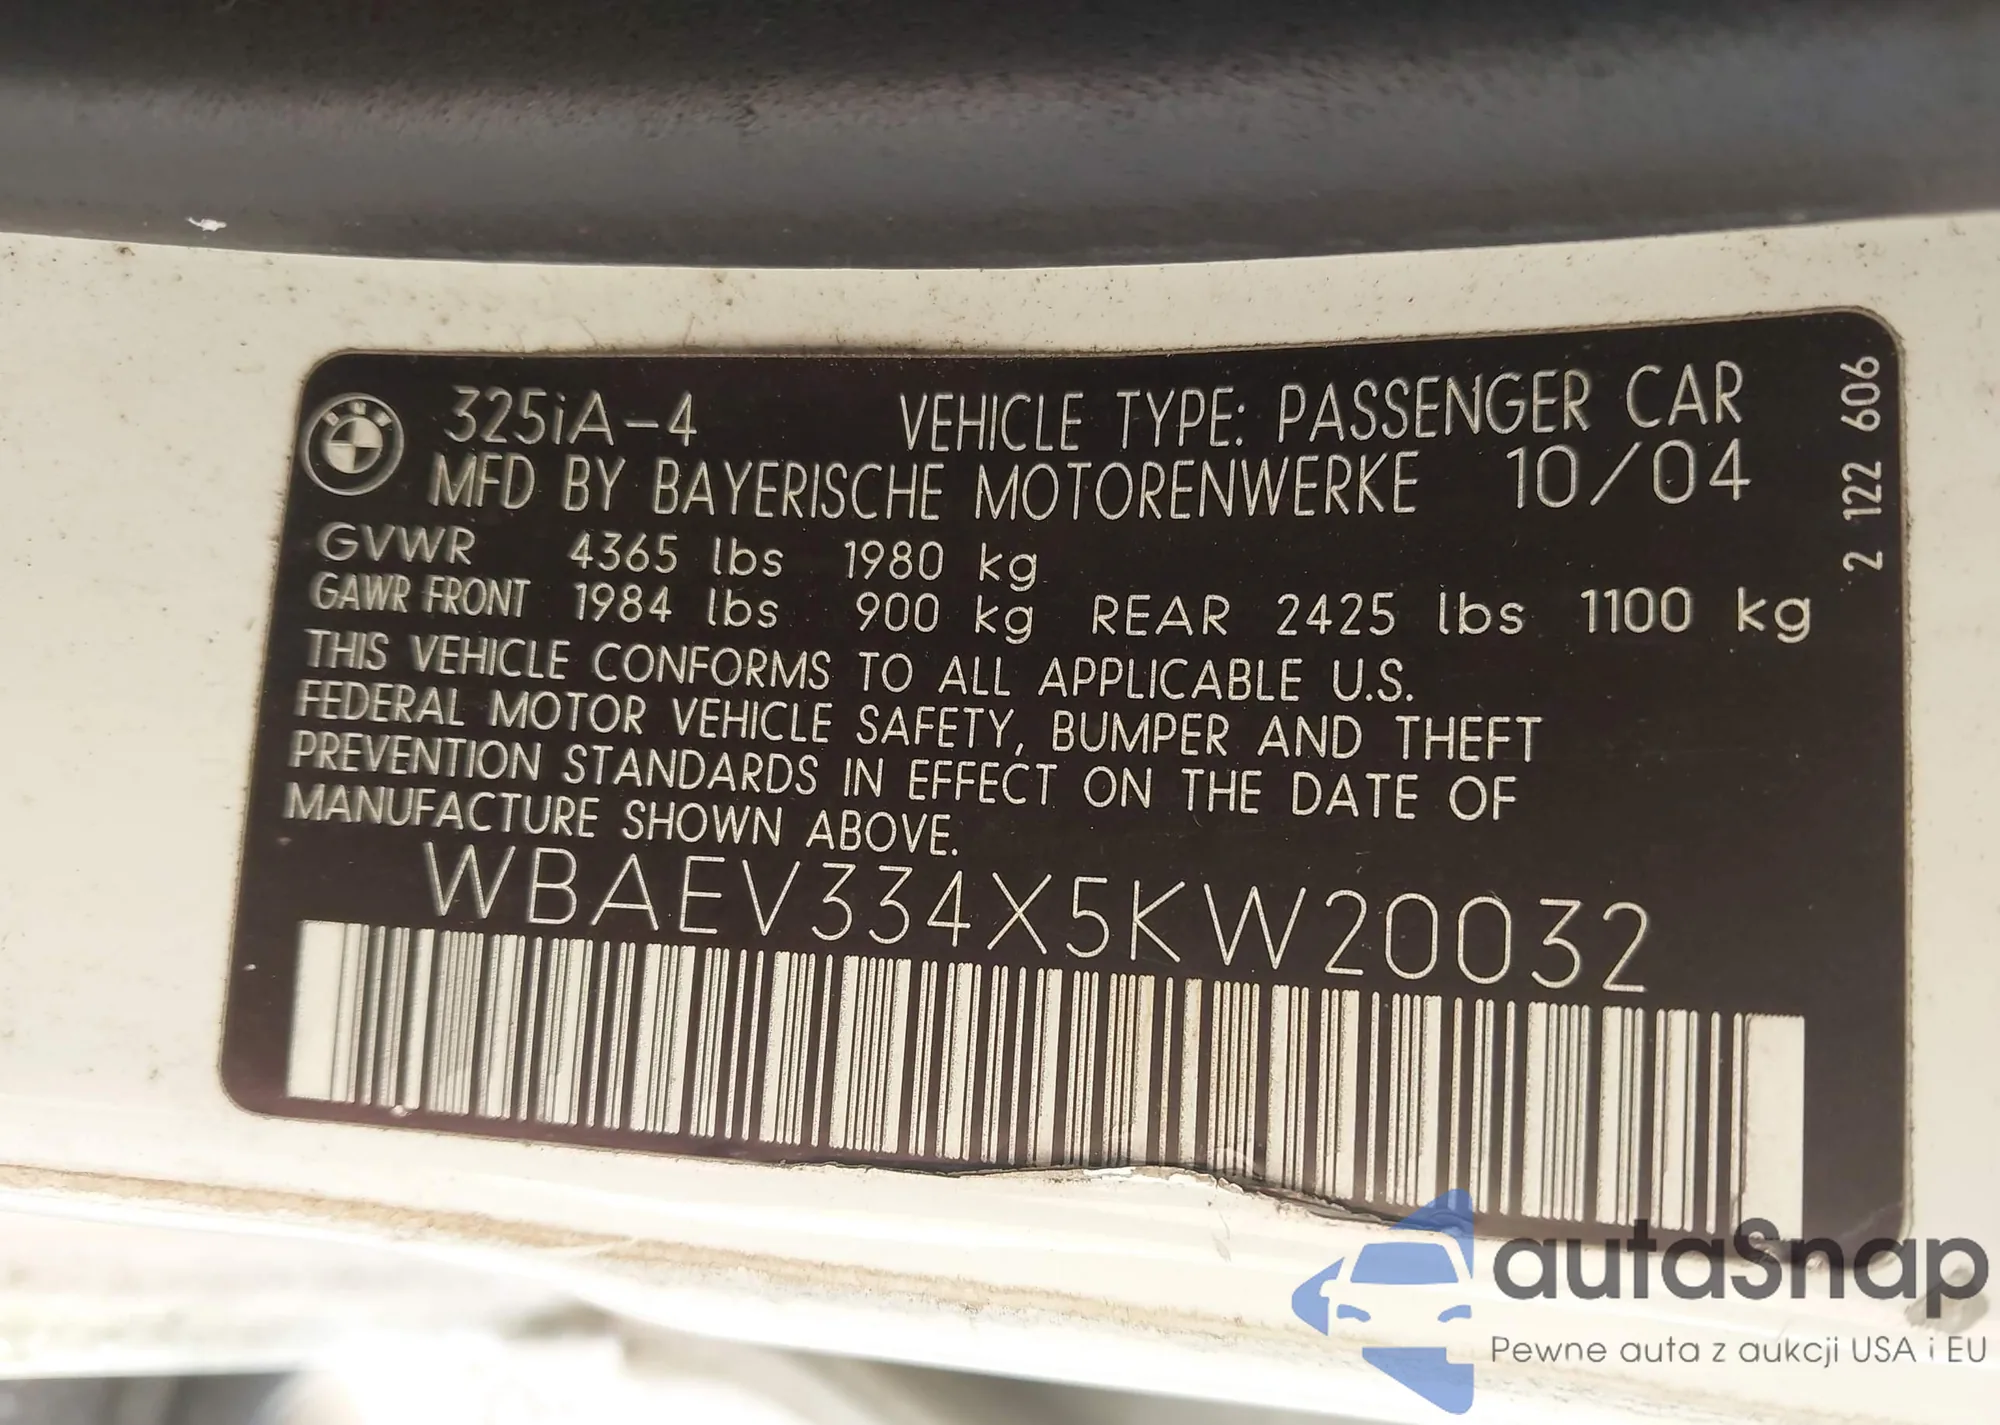 BMW
325iA-4 VEHICLE TYPE: PASSENGER CAR
MFD BY BAYERISCHE MOTORENWERKE 10/04
GVWR 4365 lbs 1980 kg
GAWR FRONT 1984 lbs 900 kg REAR 2425 lbs 1100 kg
THIS VEHICLE CONFORMS TO ALL APPLICABLE U.S.
FEDERAL MOTOR VEHICLE SAFETY, BUMPER AND THEFT
PREVENTION STANDARDS IN EFFECT ON THE DATE OF
MANUFACTURE SHOWN ABOVE.
WBAEV334X5KW20032
2 122 606
autaSnap
Pewne auta z aukcji USA i EU